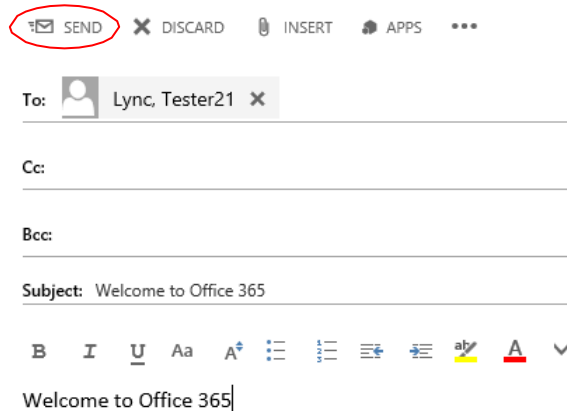 SEND DISCARD INSERT APPS •••
To: Lync, Tester21
Cc:
Bcc:
Subject: Welcome to Office 365
B I U Aa A ab A
Welcome to Office 365